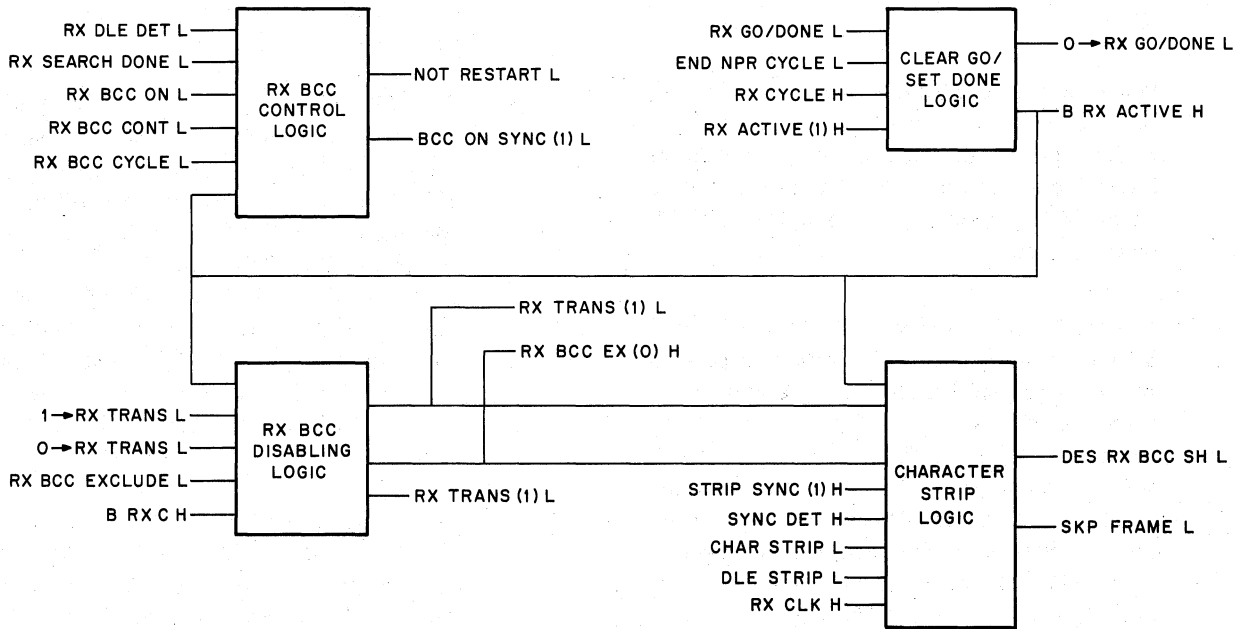 RX DLE DET L
RX SEARCH DONE L
RX BCC ON L
RX BCC CONT L
RX BCC CYCLE L
RX BCC
CONTROL
LOGIC
NOT RESTART L
BCC ON SYNC (1) L
RX GO/DONE L
END NPR CYCLE L
RX CYCLE H
RX ACTIVE (1) H
CLEAR GO/
SET DONE
LOGIC
0→RX GO/DONE L
B RX ACTIVE H
RX TRANS (1) L
RX BCC EX (0) H
1→RX TRANS L
0→RX TRANS L
RX BCC EXCLUDE L
B RX C H
RX BCC
DISABLING
LOGIC
RX TRANS (1) L
STRIP SYNC (1) H
SYNC DET H
CHAR STRIP L
DLE STRIP L
RX CLK H
CHARACTER
STRIP
LOGIC
DES RX BCC SH L
SKP FRAME L